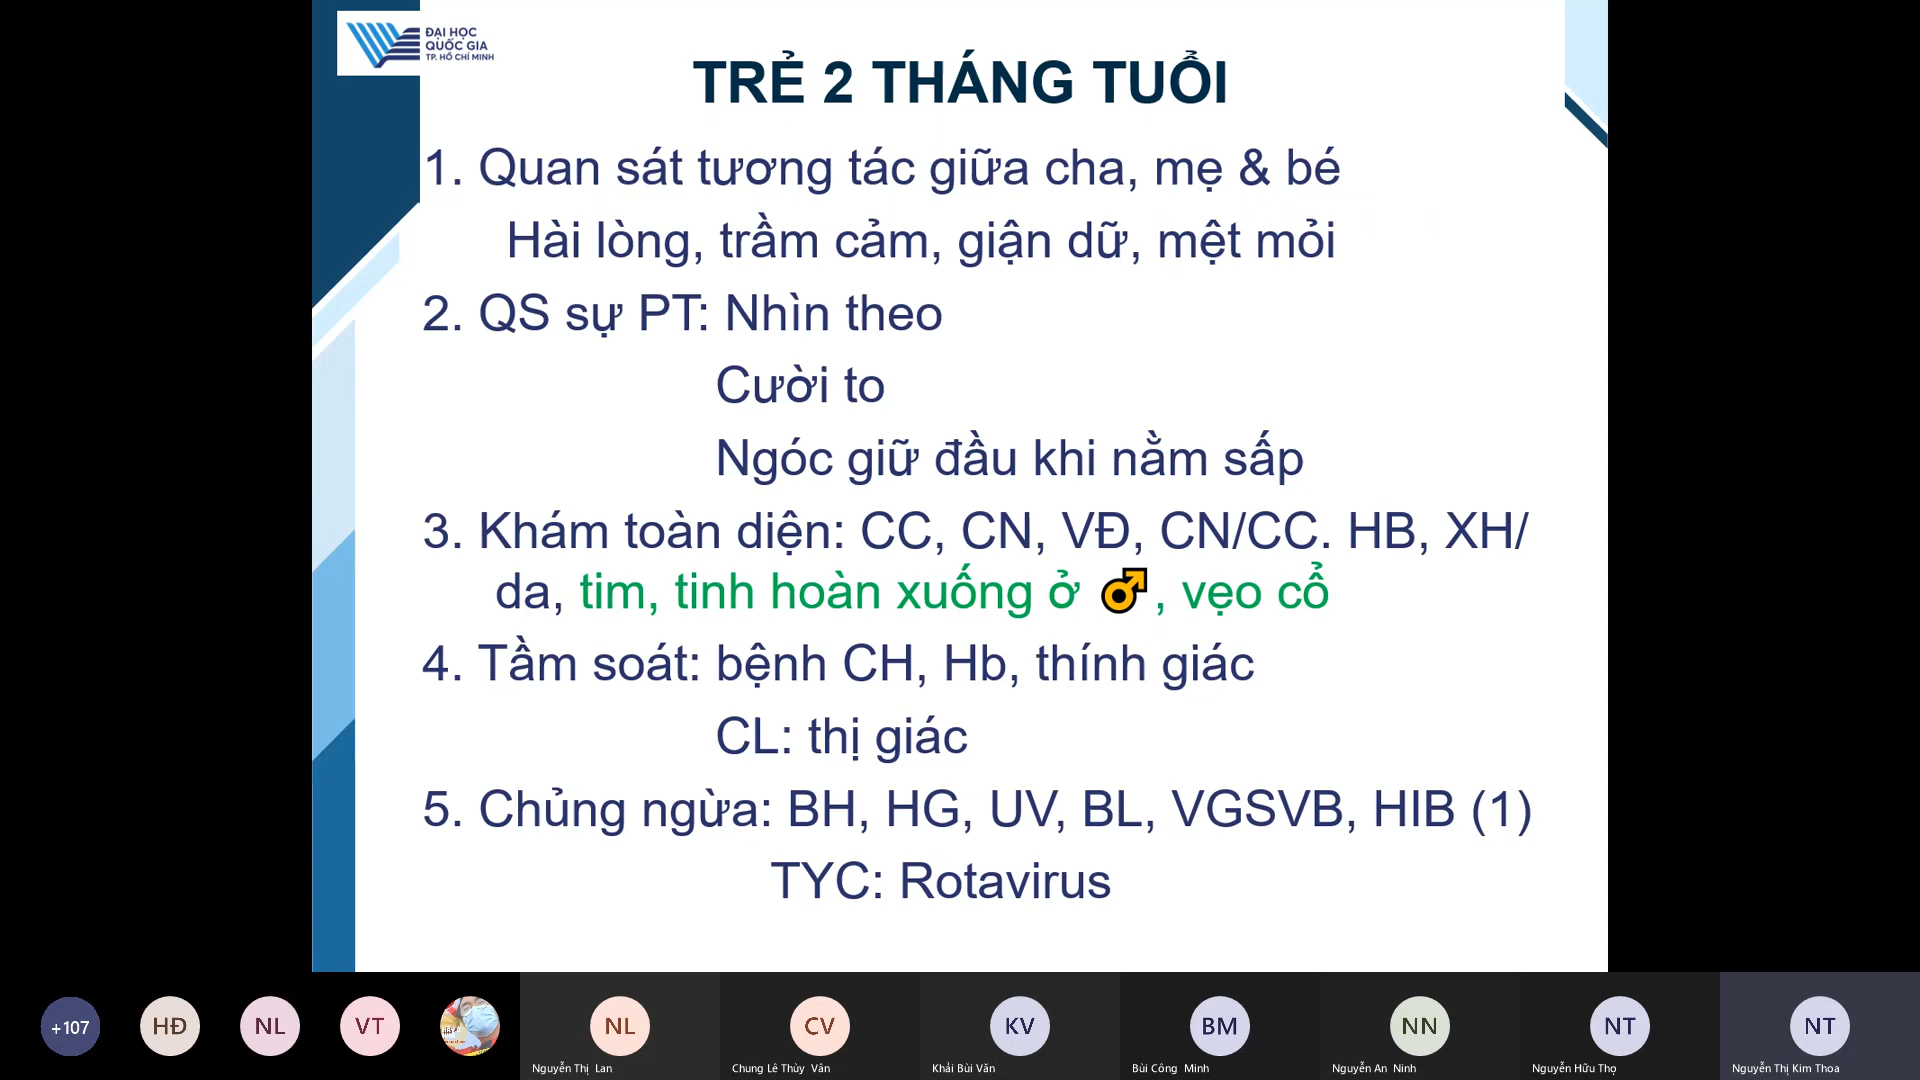 ĐẠI HỌC
QUỐC GIA
TP. HỒ CHÍ MINH
TRẺ 2 THÁNG TUỔI
1. Quan sát tương tác giữa cha, mẹ & bé
Hài lòng, trầm cảm, giận dữ, mệt mỏi
2. QS sự PT: Nhìn theo
Cười to
Ngóc giữ đầu khi nằm sấp
3. Khám toàn diện: CC, CN, VĐ, CN/CC. HB, XH/
da, tim, tinh hoàn xuống ở ♂, vẹo cổ
4. Tầm soát: bệnh CH, Hb, thính giác
CL: thị giác
5. Chủng ngừa: BH, HG, UV, BL, VGSVB, HIB (1)
TYC: Rotavirus
+107
HĐ
NL
VT
NL
CV
KV
BM
NN
NT
NT
Nguyễn Thị Lan
Chung Lê Thùy Vân
Khải Bùi Văn
Bùi Công Minh
Nguyễn An Ninh
Nguyễn Hữu Thọ
Nguyễn Thị Kim Thoa